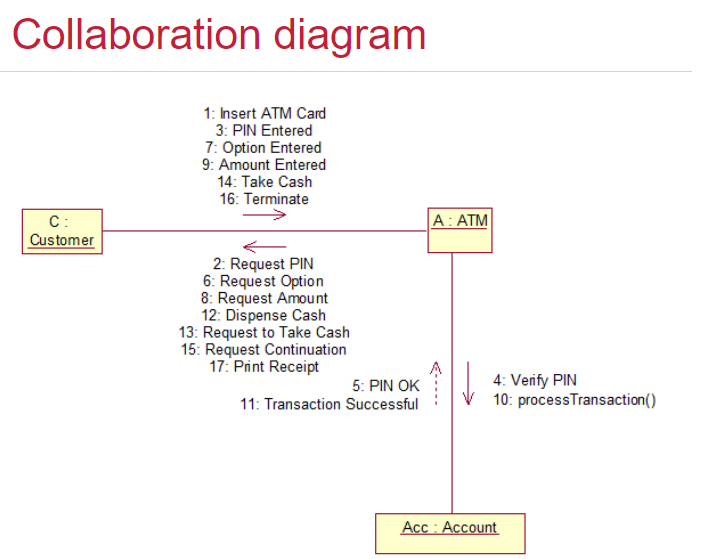 Collaboration diagram
1: Insert ATM Card
3: PIN Entered
7: Option Entered
9: Amount Entered
14: Take Cash
16: Terminate
C :
Customer
A : ATM
2: Request PIN
6: Request Option
8: Request Amount
12: Dispense Cash
13: Request to Take Cash
15: Request Continuation
17: Print Receipt
5: PIN OK
11: Transaction Successful
4: Verify PIN
10: processTransaction()
Acc : Account